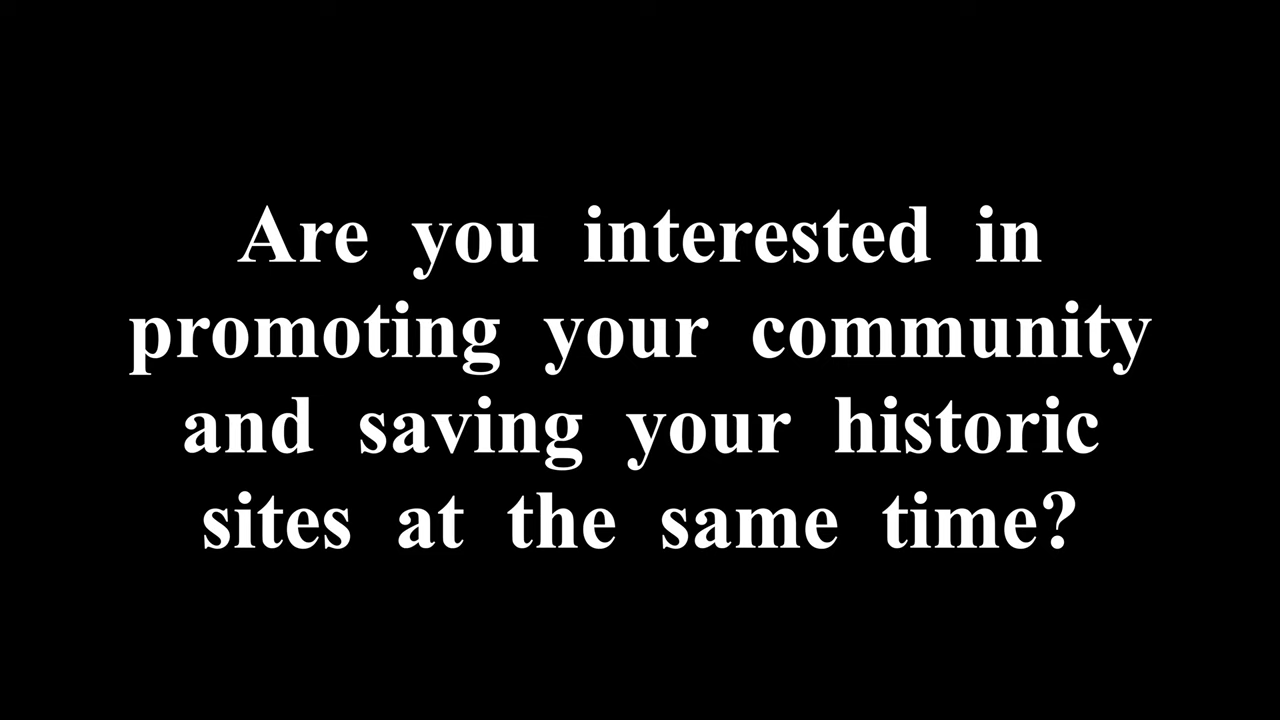 Are you interested in
promoting your community
and saving your historic
sites at the same time?